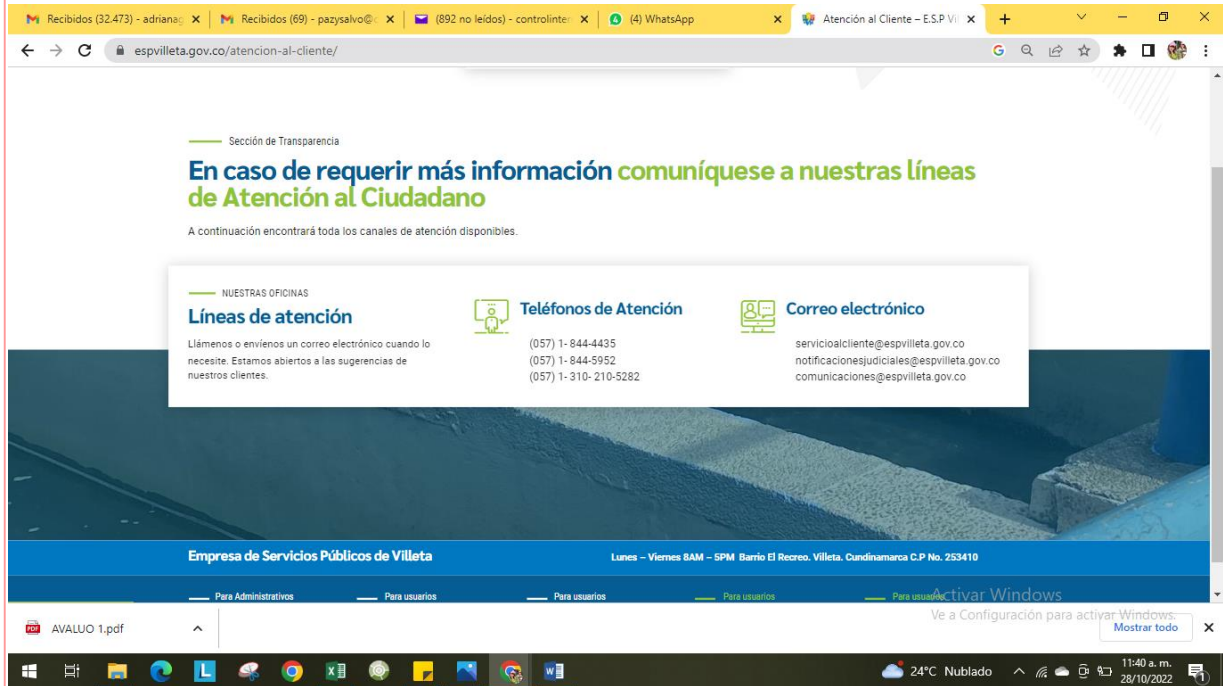 Recibidos (32.473) - adrianag
Recibidos (69) - pazysalvo@
(892 no leídos) - controlinter
(4) WhatsApp
Atención al Cliente – E.S.P Vi
espvilleta.gov.co/atencion-al-cliente/
Sección de Transparencia
En caso de requerir más información comuníquese a nuestras líneas
de Atención al Ciudadano
A continuación encontrará toda los canales de atención disponibles.
NUESTRAS OFICINAS
Líneas de atención
Llámenos o envíenos un correo electrónico cuando lo
necesite. Estamos abiertos a las sugerencias de
nuestros clientes.
Teléfonos de Atención
(057) 1- 844-4435
(057) 1- 844-5952
(057) 1- 310- 210-5282
Correo electrónico
servicioalcliente@espvilleta.gov.co
notificacionesjudiciales@espvilleta.gov.co
comunicaciones@espvilleta.gov.co
Empresa de Servicios Públicos de Villeta
Lunes – Viernes 8AM – 5PM Barrio El Recreo. Villeta. Cundinamarca C.P No. 253410
Para Administrativos
Para usuarios
Para usuarios
Para usuarios
Para usuarios
Activar Windows
Ve a Configuración para activar Windows.
AVALUO 1.pdf
Mostrar todo
24°C Nublado
11:40 a. m.
28/10/2022